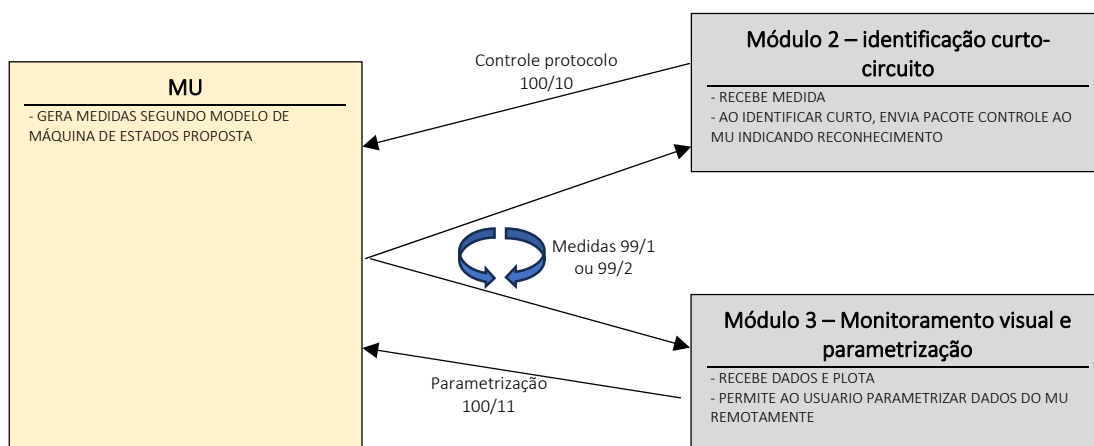 MU
- GERA MEDIDAS SEGUNDO MODELO DE
MÁQUINA DE ESTADOS PROPOSTA
Controle protocolo
100/10
Módulo 2 – identificação curto-
circuito
- RECEBE MEDIDA
- AO IDENTIFICAR CURTO, ENVIA PACOTE CONTROLE AO
MU INDICANDO RECONHECIMENTO
Medidas 99/1
ou 99/2
Módulo 3 – Monitoramento visual e
parametrização
- RECEBE DADOS E PLOTA
- PERMITE AO USUARIO PARAMETRIZAR DADOS DO MU
REMOTAMENTE
Parametrização
100/11